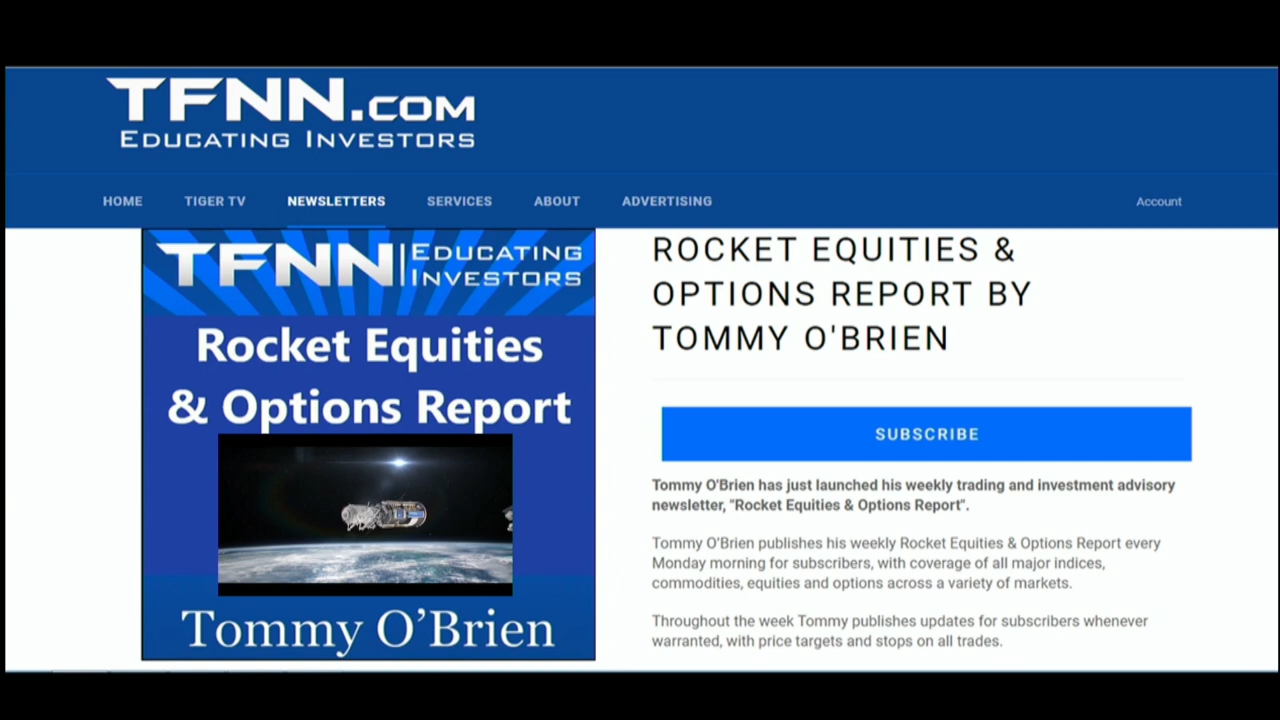 TFNN.COM
EDUCATING INVESTORS
HOME TIGER TV NEWSLETTERS SERVICES ABOUT ADVERTISING Account
TFNN | EDUCATING
INVESTORS
Rocket Equities
& Options Report
Tommy O’Brien
ROCKET EQUITIES &
OPTIONS REPORT BY
TOMMY O'BRIEN
SUBSCRIBE
Tommy O'Brien has just launched his weekly trading and investment advisory
newsletter, "Rocket Equities & Options Report".
Tommy O'Brien publishes his weekly Rocket Equities & Options Report every
Monday morning for subscribers, with coverage of all major indices,
commodities, equities and options across a variety of markets.
Throughout the week Tommy publishes updates for subscribers whenever
warranted, with price targets and stops on all trades.